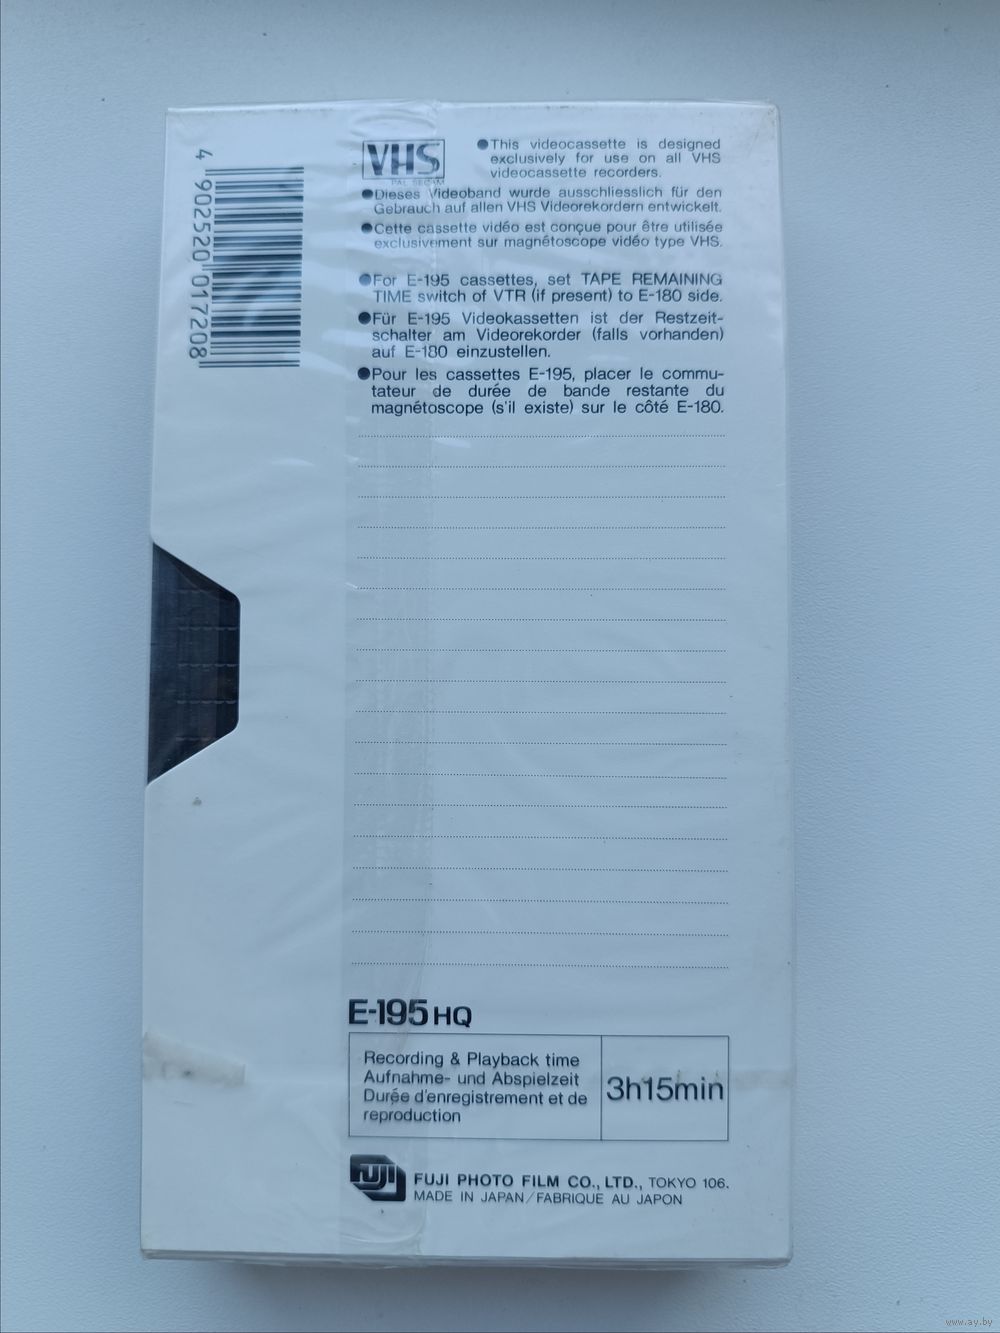 4 902520 017208
VHS
PAL SECAM
●This videocassette is designed
exclusively for use on all VHS
videocassette recorders.
●Dieses Videoband wurde ausschliesslich für den
Gebrauch auf allen VHS Videorekordern entwickelt.
●Cette cassette vidéo est conçue pour être utilisée
exclusivement sur magnétoscope vidéo type VHS.
●For E-195 cassettes, set TAPE REMAINING
TIME switch of VTR (if present) to E-180 side.
●Für E-195 Videokassetten ist der Restzeit-
schalter am Videorekorder (falls vorhanden)
auf E-180 einzustellen.
●Pour les cassettes E-195, placer le commu-
tateur de durée de bande restante du
magnétoscope (s'il existe) sur le côté E-180.
E-195 HQ
Recording & Playback time
Aufnahme- und Abspielzeit
Durée d'enregistrement et de
reproduction
3h15min
FUJI
FUJI PHOTO FILM CO., LTD., TOKYO 106.
MADE IN JAPAN/FABRIQUE AU JAPON
www.ay.by